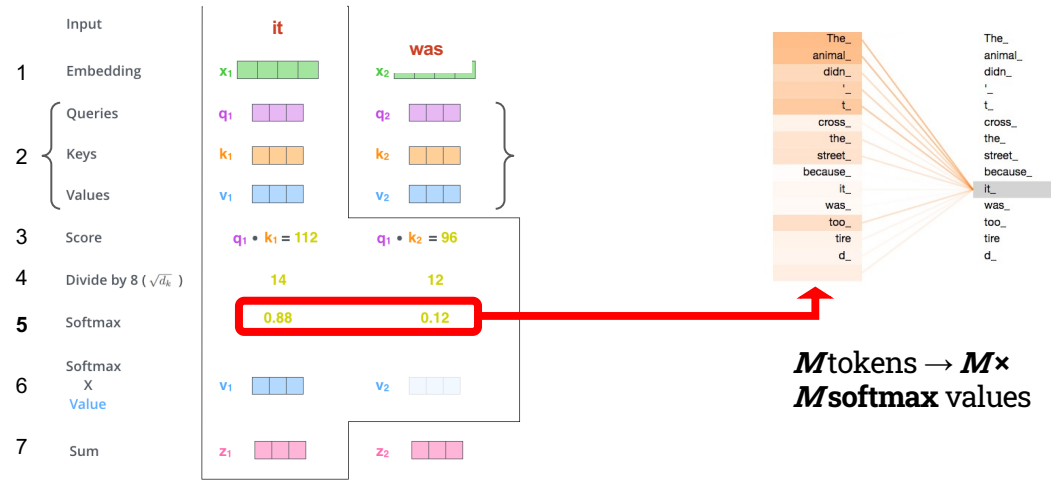 Input it was
1 Embedding x1 x2
2 Queries q1 q2
Keys k1 k2
Values v1 v2
3 Score q1 • k1 = 112 q1 • k2 = 96
4 Divide by 8 ( √dk ) 14 12
5 Softmax 0.88 0.12
6 Softmax
X
Value v1 v2
7 Sum z1 z2
The_ The_
animal_ animal_
didn_ didn_
'_ '_
t_ t_
cross_ cross_
the_ the_
street_ street_
because_ because_
it_ it_
was_ was_
too_ too_
tire tire
d_ d_
M tokens → M×
M softmax values